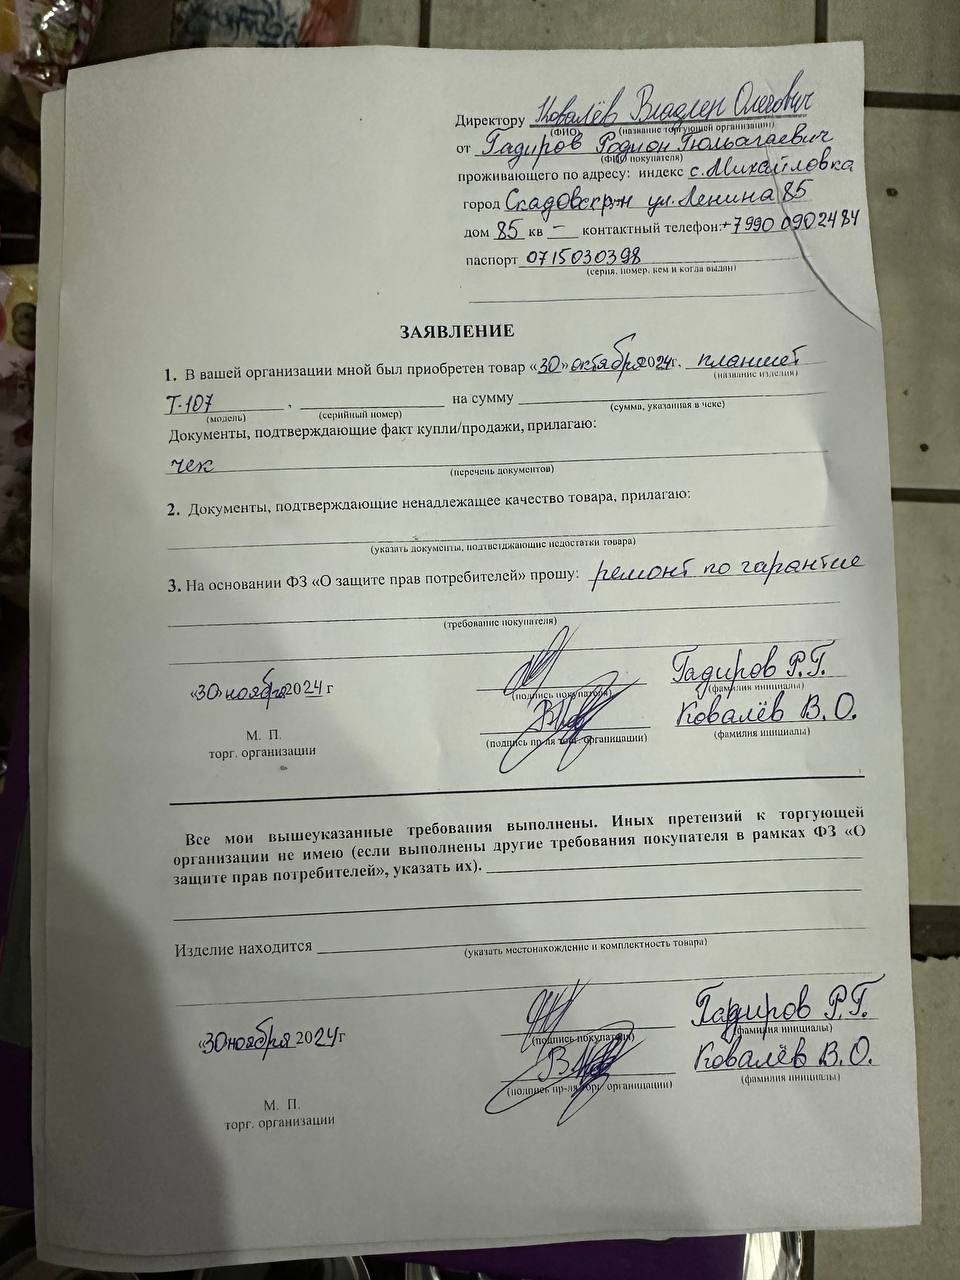 Директору Ковалёв Владлен Олегович
(ФИО) (название торгующей организации)
от Гадиров Родион Гюльагаевич
(ФИО покупателя)
проживающего по адресу: индекс с. Михайловка
город Скадовскр-н ул. Ленина 85
дом 85 кв – контактный телефон: +7990 090 24 84
паспорт 0715030398
(серия, номер, кем и когда выдан)
ЗАЯВЛЕНИЕ
1. В вашей организации мной был приобретен товар «30» октября 2024г. планшет
(название изделия)
Т-107 , на сумму
(модель) (серийный номер) (сумма, указанная в чеке)
Документы, подтверждающие факт купли/продажи, прилагаю:
чек
(перечень документов)
2. Документы, подтверждающие ненадлежащее качество товара, прилагаю:
(указать документы, подтветджающие недостатки товара)
3. На основании ФЗ «О защите прав потребителей» прошу: ремонт по гарантие
(требование покупателя)
«30» ноября 2024 г Гадиров Р.Г.
(подпись покупателя) (фамилия инициалы)
Ковалёв В. О.
(подпись пр-ля торг. организации) (фамилия инициалы)
М. П.
торг. организации
Все мои вышеуказанные требования выполнены. Иных претензий к торгующей
организации не имею (если выполнены другие требования покупателя в рамках ФЗ «О
защите прав потребителей», указать их).
Изделие находится
(указать местонахождение и комплектность товара)
«30 ноября 2024г Гадиров Р.Г.
(подпись покупателя) (фамилия инициалы)
Ковалёв В. О.
(подпись пр-ля торг. организации) (фамилия инициалы)
М. П.
торг. организации